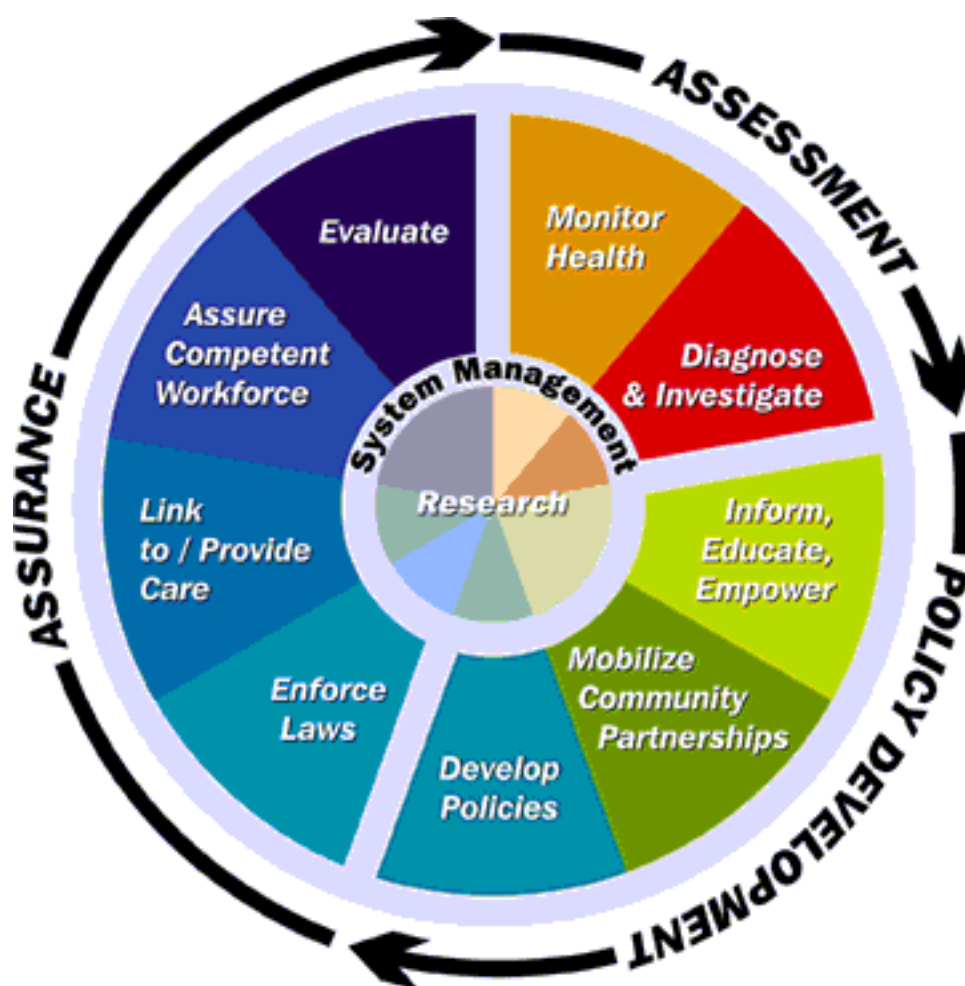 ASSESSMENT
Monitor
Health
Diagnose
& Investigate
POLICY DEVELOPMENT
Inform,
Educate,
Empower
Mobilize
Community
Partnerships
Develop
Policies
ASSURANCE
Enforce
Laws
Link
to / Provide
Care
Assure
Competent
Workforce
Evaluate
System Management
Research